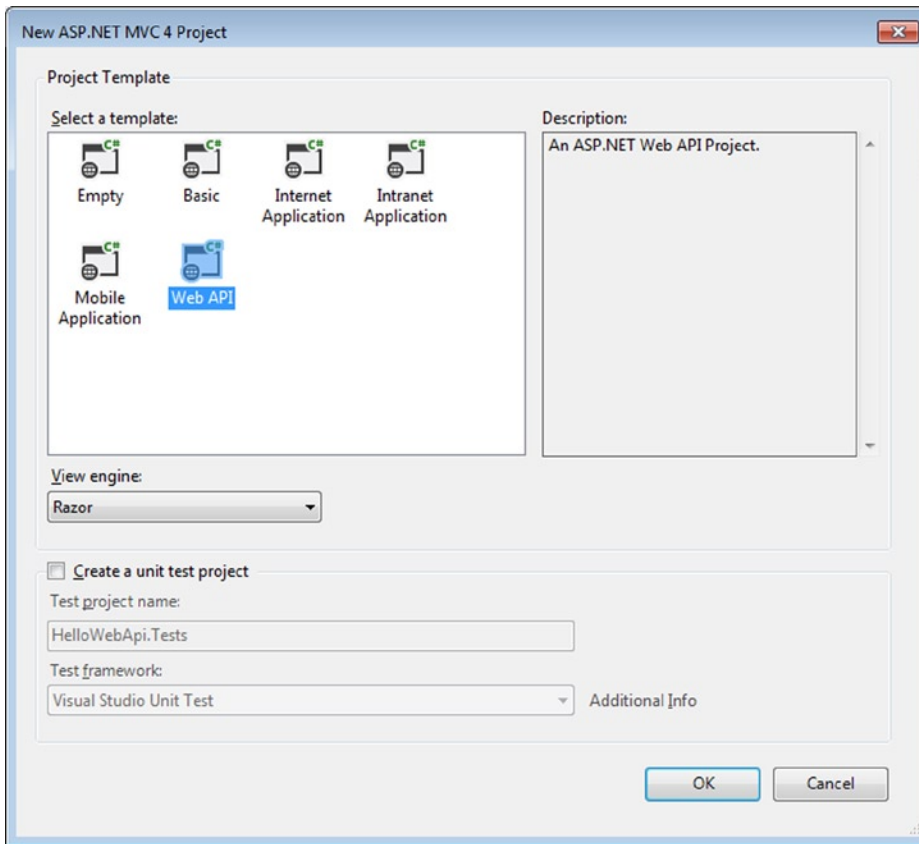 New ASP.NET MVC 4 Project
Project Template
Select a template:
Description:
C#
C#
C#
C#
An ASP.NET Web API Project.
Empty
Basic
Internet
Application
Intranet
Application
C#
C#
Mobile
Application
Web API
View engine:
Razor
Create a unit test project
Test project name:
HelloWebApi.Tests
Test framework:
Visual Studio Unit Test
Additional Info
OK
Cancel